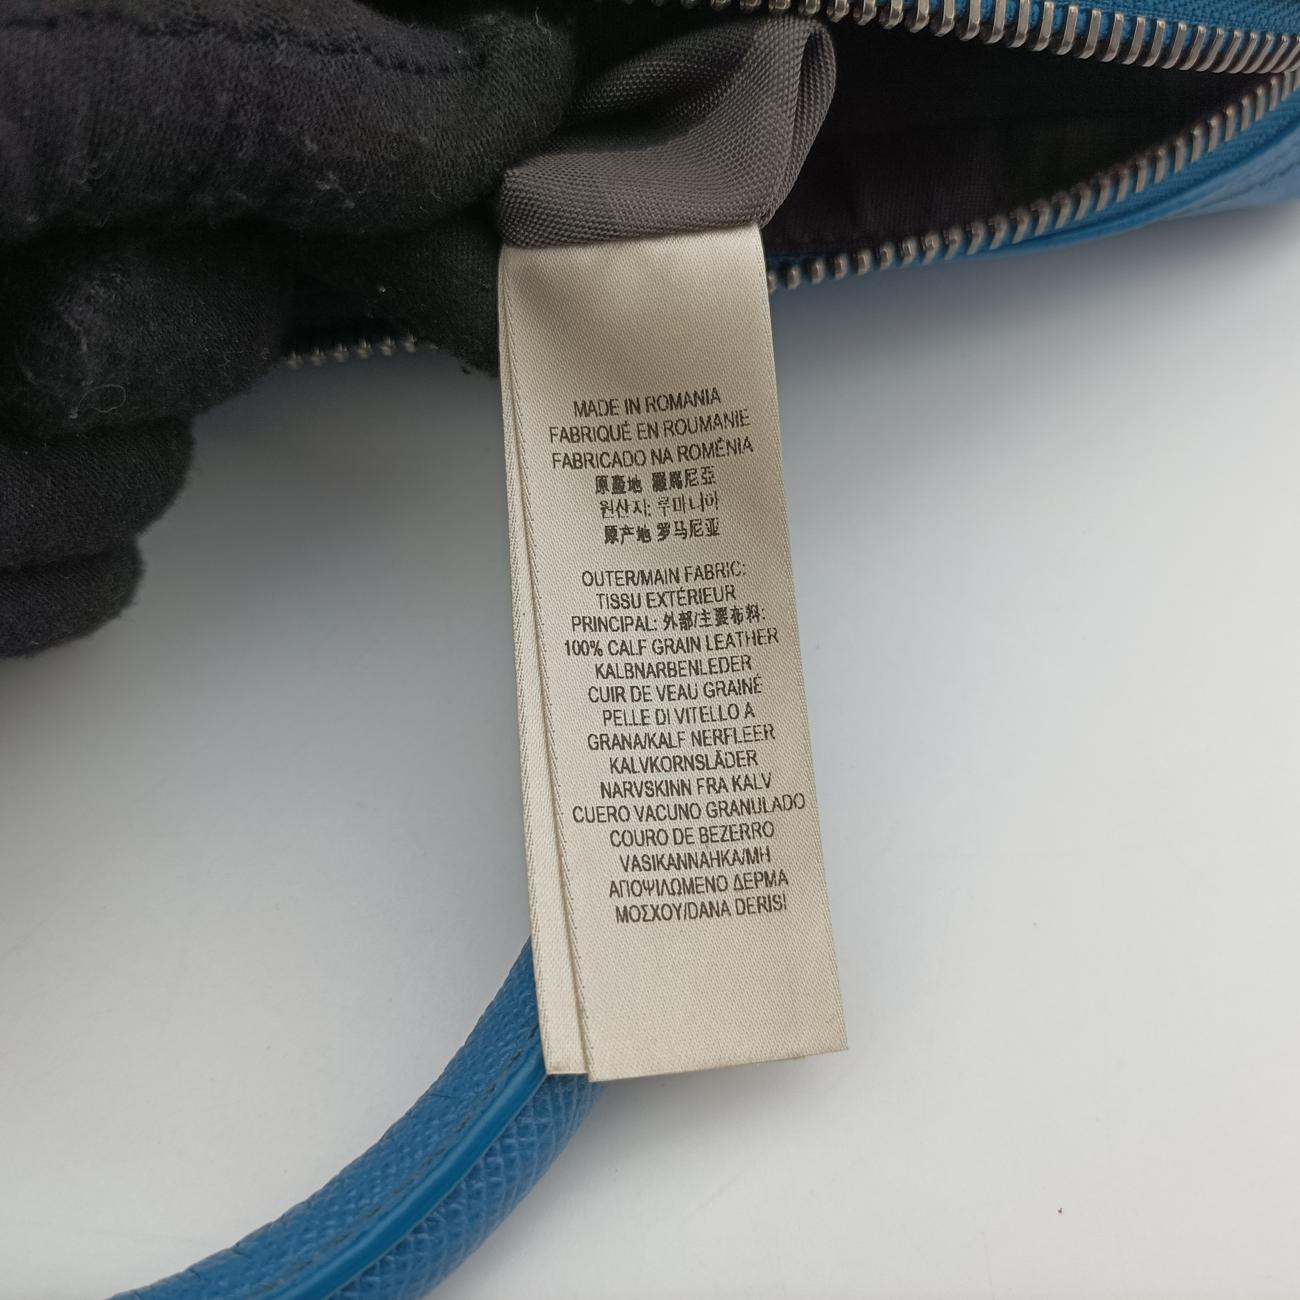 MADE IN ROMANIA
FABRIQUÉ EN ROUMANIE
FABRICADO NA ROMÉNIA
原產地 羅馬尼亞
원산지: 루마니아
原产地 罗马尼亚
OUTER/MAIN FABRIC:
TISSU EXTÉRIEUR
PRINCIPAL: 外部/主要布料:
100% CALF GRAIN LEATHER
KALBNARBENLEDER
CUIR DE VEAU GRAINÉ
PELLE DI VITELLO A
GRANA/KALF NERFLEER
KALVKORNSLÄDER
NARVSKINN FRA KALV
CUERO VACUNO GRANULADO
COURO DE BEZERRO
VASIKANNAHKA/MH
ΑΠΟΨΙΛΩΜΕΝΟ ΔΕΡΜΑ
ΜΟΣΧΟΥ/DANA DERISI